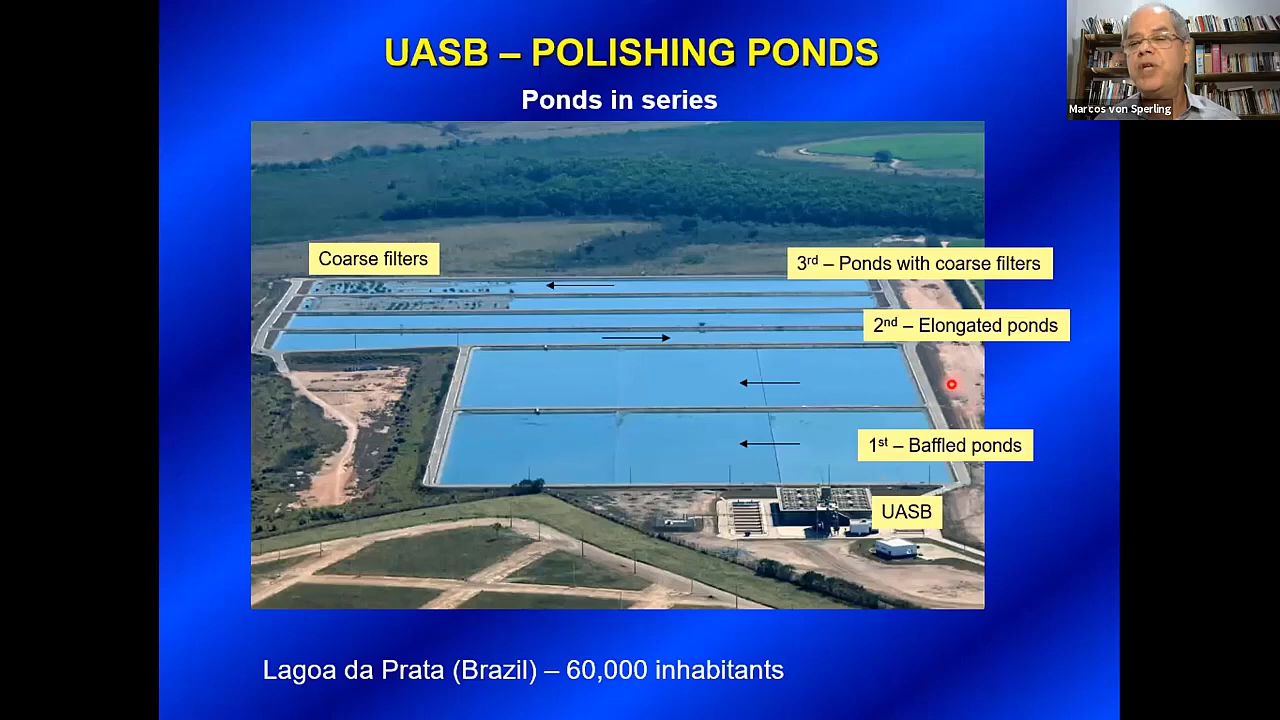 UASB – POLISHING PONDS
Ponds in series
Marcos von Sperling
Coarse filters
3rd – Ponds with coarse filters
2nd – Elongated ponds
1st – Baffled ponds
UASB
Lagoa da Prata (Brazil) – 60,000 inhabitants